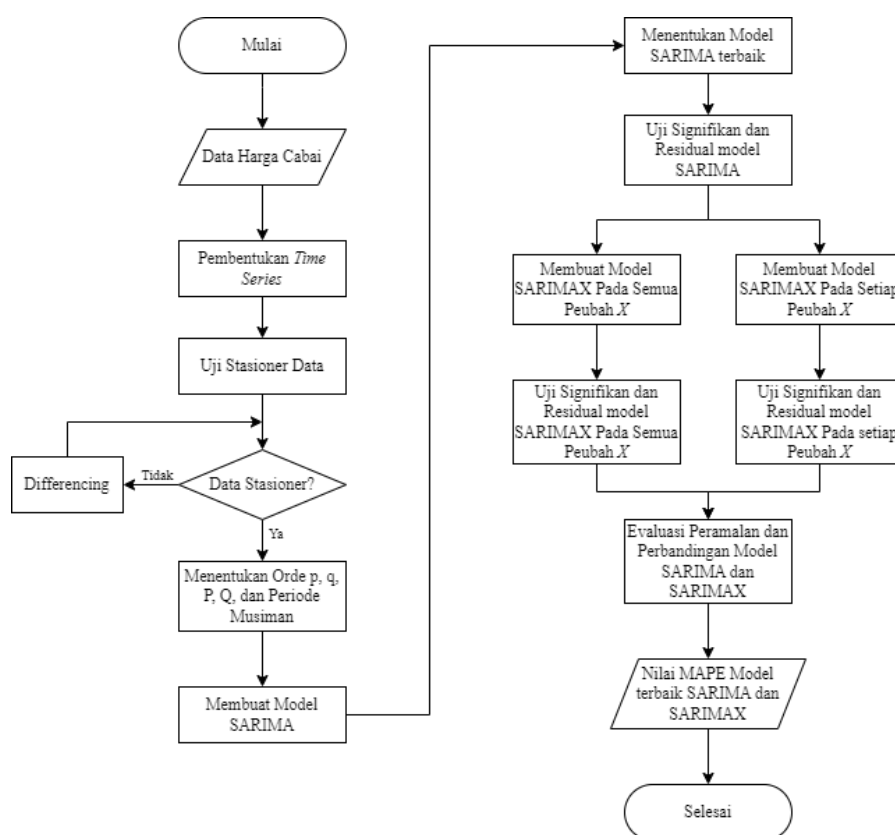 Mulai
Data Harga Cabai
Pembentukan Time
Series
Uji Stasioner Data
Data Stasioner?
Tidak
Differencing
Ya
Menentukan Orde p, q,
P, Q, dan Periode
Musiman
Membuat Model
SARIMA
Menentukan Model
SARIMA terbaik
Uji Signifikan dan
Residual model
SARIMA
Membuat Model
SARIMAX Pada Semua
Peubah X
Membuat Model
SARIMAX Pada Setiap
Peubah X
Uji Signifikan dan
Residual model
SARIMAX Pada Semua
Peubah X
Uji Signifikan dan
Residual model
SARIMAX Pada setiap
Peubah X
Evaluasi Peramalan dan
Perbandingan Model
SARIMA dan
SARIMAX
Nilai MAPE Model
terbaik SARIMA dan
SARIMAX
Selesai